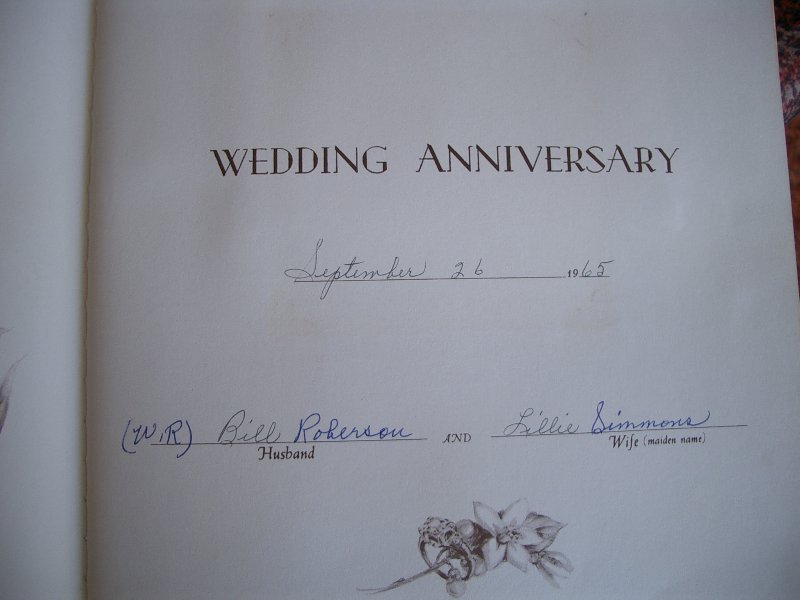 WEDDING ANNIVERSARY
September 26 1965
(W.R) Bill Roberson AND Lillie Simmons
Husband Wife (maiden name)